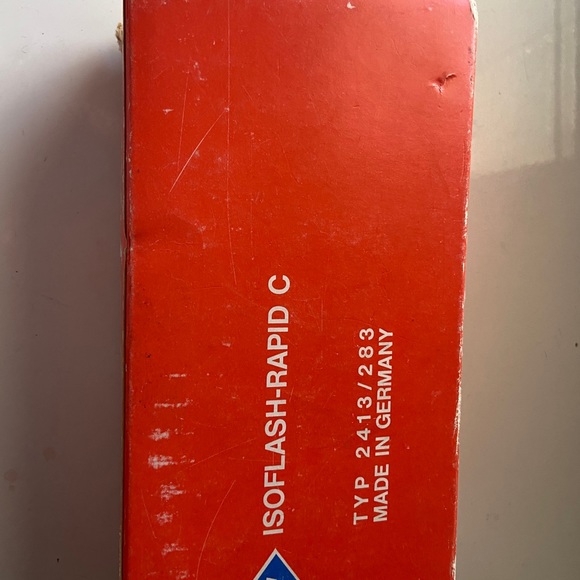 ISOFLASH-RAPID C
TYP 2413/283
MADE IN GERMANY